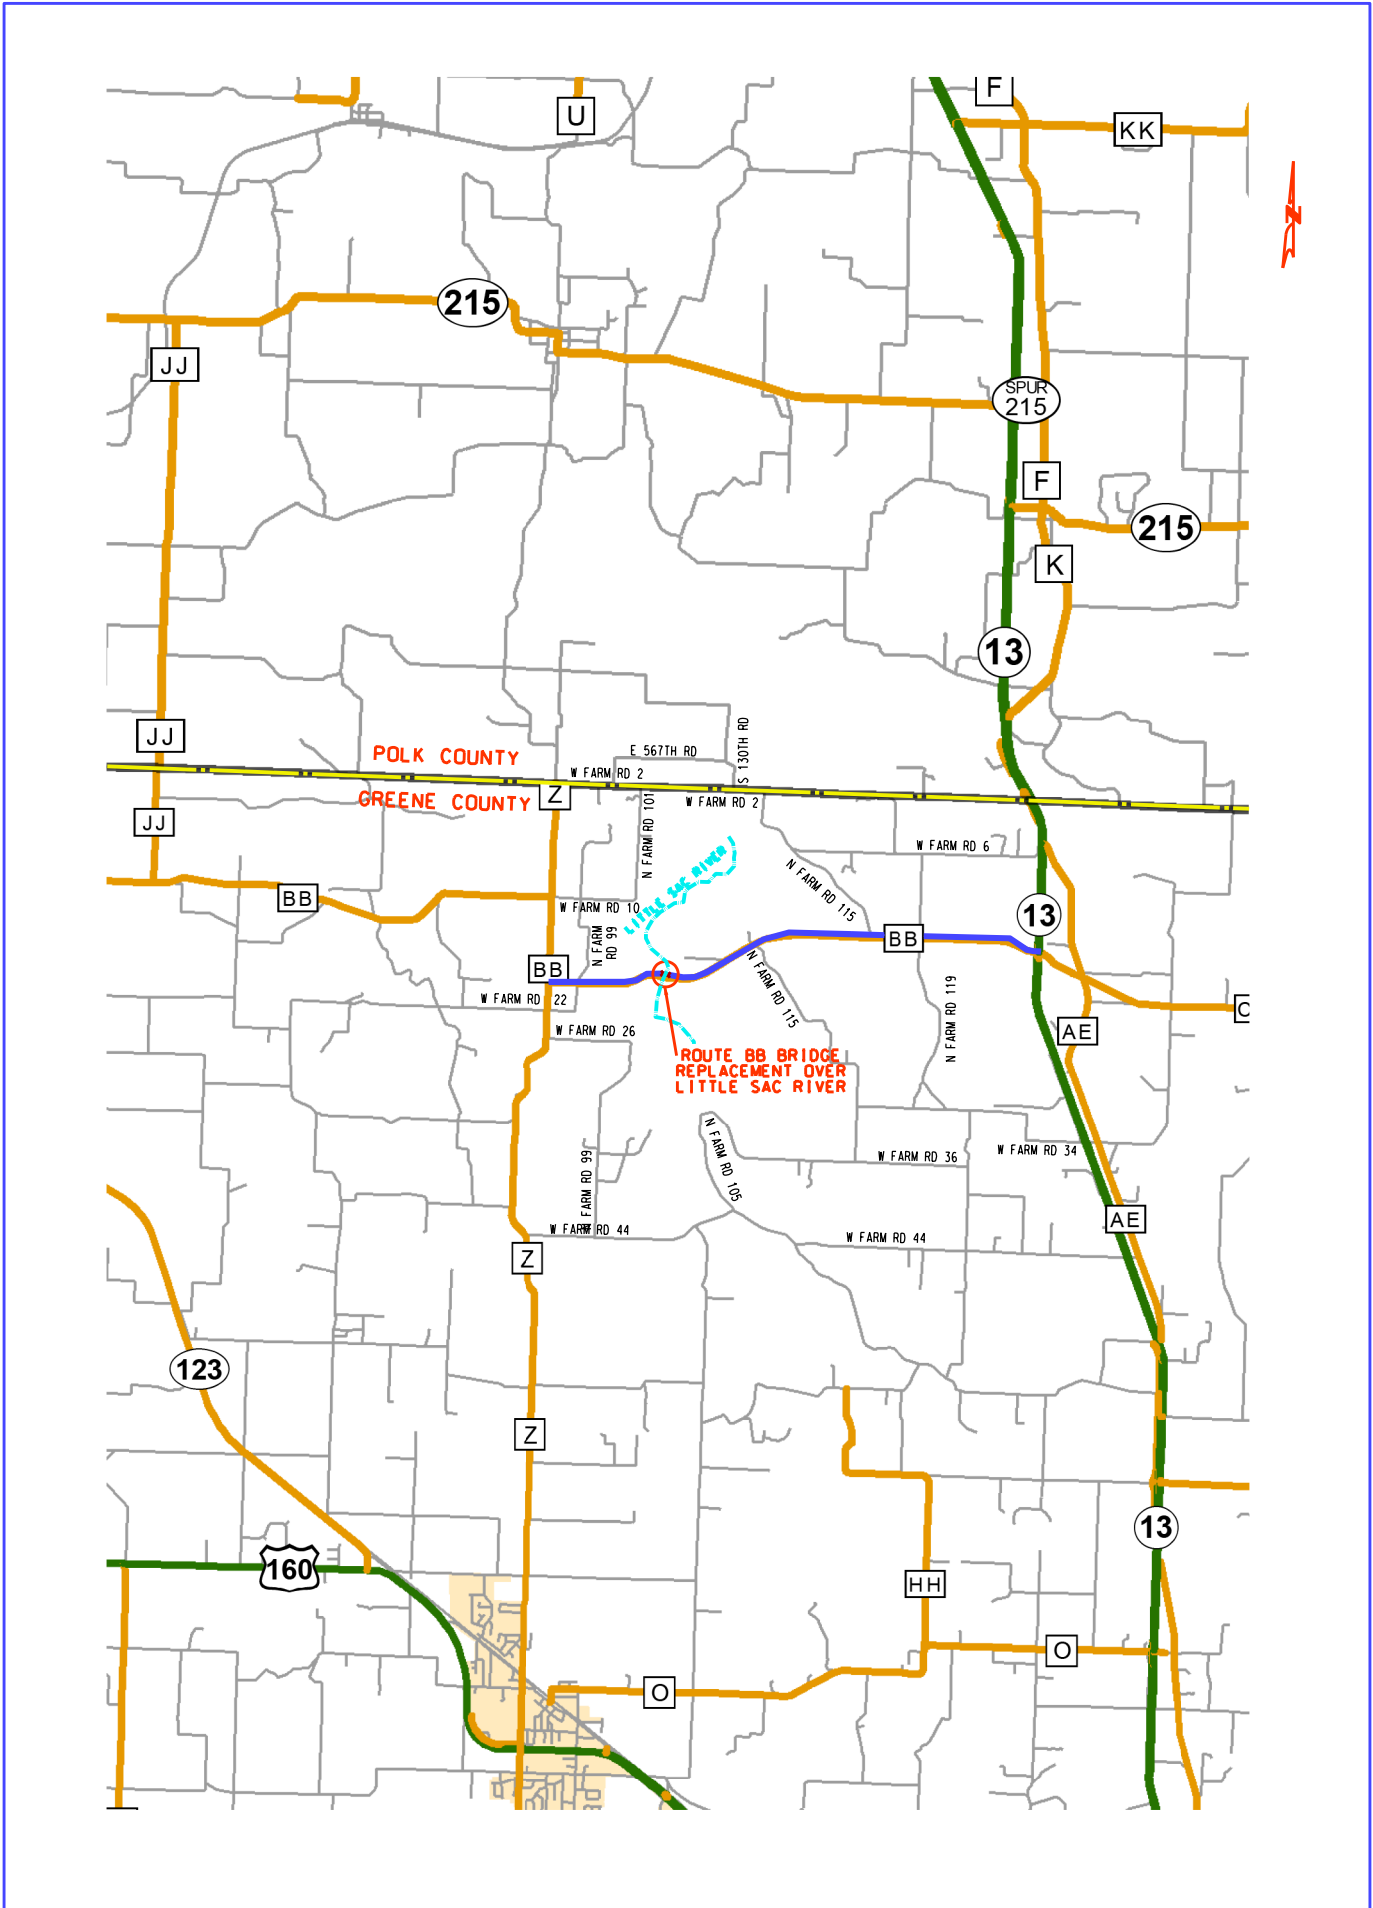 F
U
KK
215
JJ
SPUR
215
F
215
K
13
S 130TH RD
JJ
POLK COUNTY
E 567TH RD
W FARM RD 2
Z
GREENE COUNTY
W FARM RD 2
JJ
N FARM RD 101
W FARM RD 6
LITTLE SAC RIVER
N FARM RD 115
BB
W FARM RD 10
13
N FARM
RD 99
BB
BB
N FARM RD 115
W FARM RD 22
N FARM RD 119
W FARM RD 26
AE
ROUTE BB BRIDGE
REPLACEMENT OVER
LITTLE SAC RIVER
N FARM RD 105
W FARM RD 34
W FARM RD 36
N FARM RD 99
AE
W FARM RD 44
W FARM RD 44
Z
123
Z
13
160
HH
O
O
N